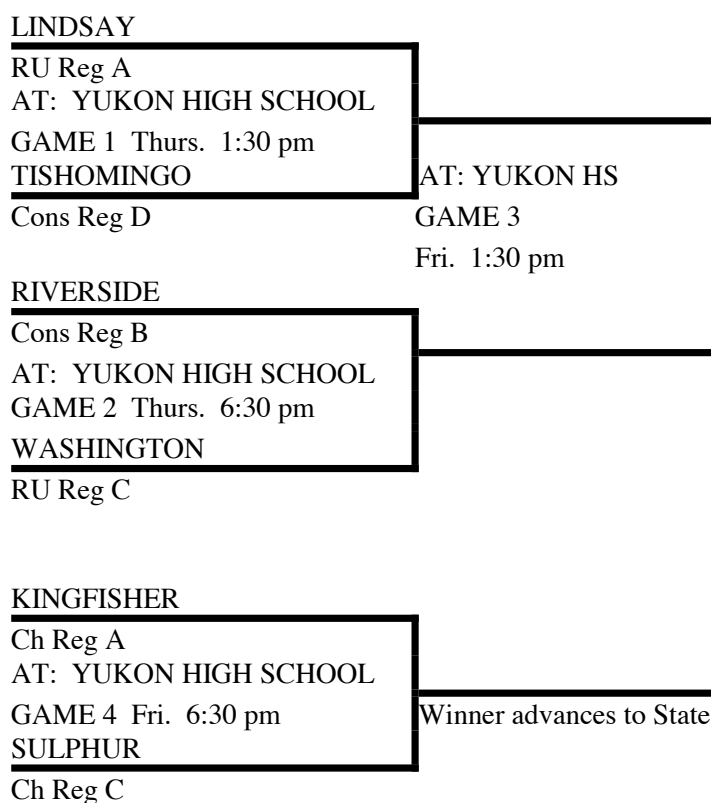 LINDSAY
RU Reg A
AT: YUKON HIGH SCHOOL
GAME 1 Thurs. 1:30 pm
TISHOMINGO
Cons Reg D
AT: YUKON HS
GAME 3
Fri. 1:30 pm
RIVERSIDE
Cons Reg B
AT: YUKON HIGH SCHOOL
GAME 2 Thurs. 6:30 pm
WASHINGTON
RU Reg C
KINGFISHER
Ch Reg A
AT: YUKON HIGH SCHOOL
GAME 4 Fri. 6:30 pm
SULPHUR
Ch Reg C
Winner advances to State